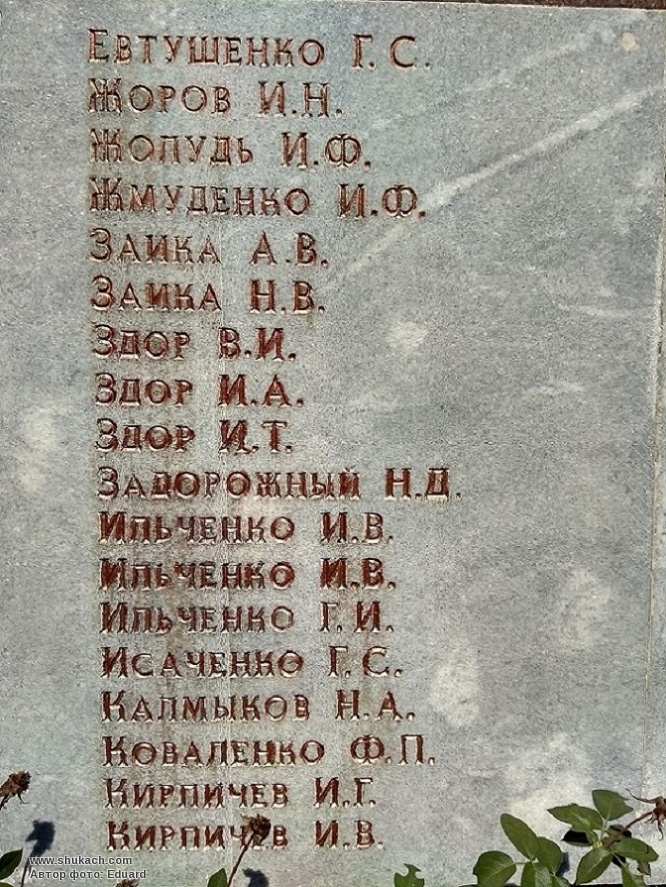 Евтушенко Г.С.
Жоров И.Н.
Жолудь И.Ф.
Жмуденко И.Ф.
Заика А.В.
Заика Н.В.
Здор В.И.
Здор И.А.
Здор И.Т.
Задорожный Н.Д.
Ильченко И.В.
Ильченко И.В.
Ильченко Г.И.
Исаченко Г.С.
Калмыков Н.А.
Коваленко Ф.П.
Кирпичев И.Г.
Кирпичев И.В.
www.shukach.com
Автор фото: Eduard